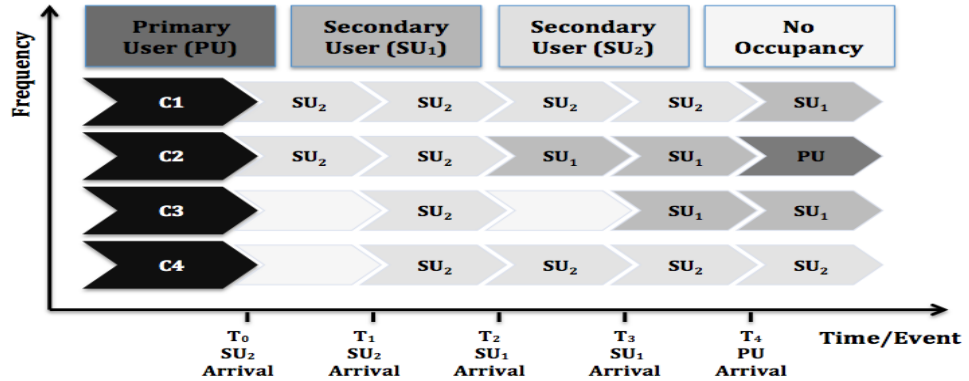 Primary
User (PU)
Secondary
User (SU₁)
Secondary
User (SU₂)
No
Occupancy
Frequency
C1 SU₂ SU₂ SU₂ SU₂ SU₁
C2 SU₂ SU₂ SU₁ SU₁ PU
C3 SU₂ SU₁ SU₁
C4 SU₂ SU₂ SU₂ SU₂
T₀
SU₂
Arrival
T₁
SU₂
Arrival
T₂
SU₁
Arrival
T₃
SU₁
Arrival
T₄
PU
Arrival
Time/Event